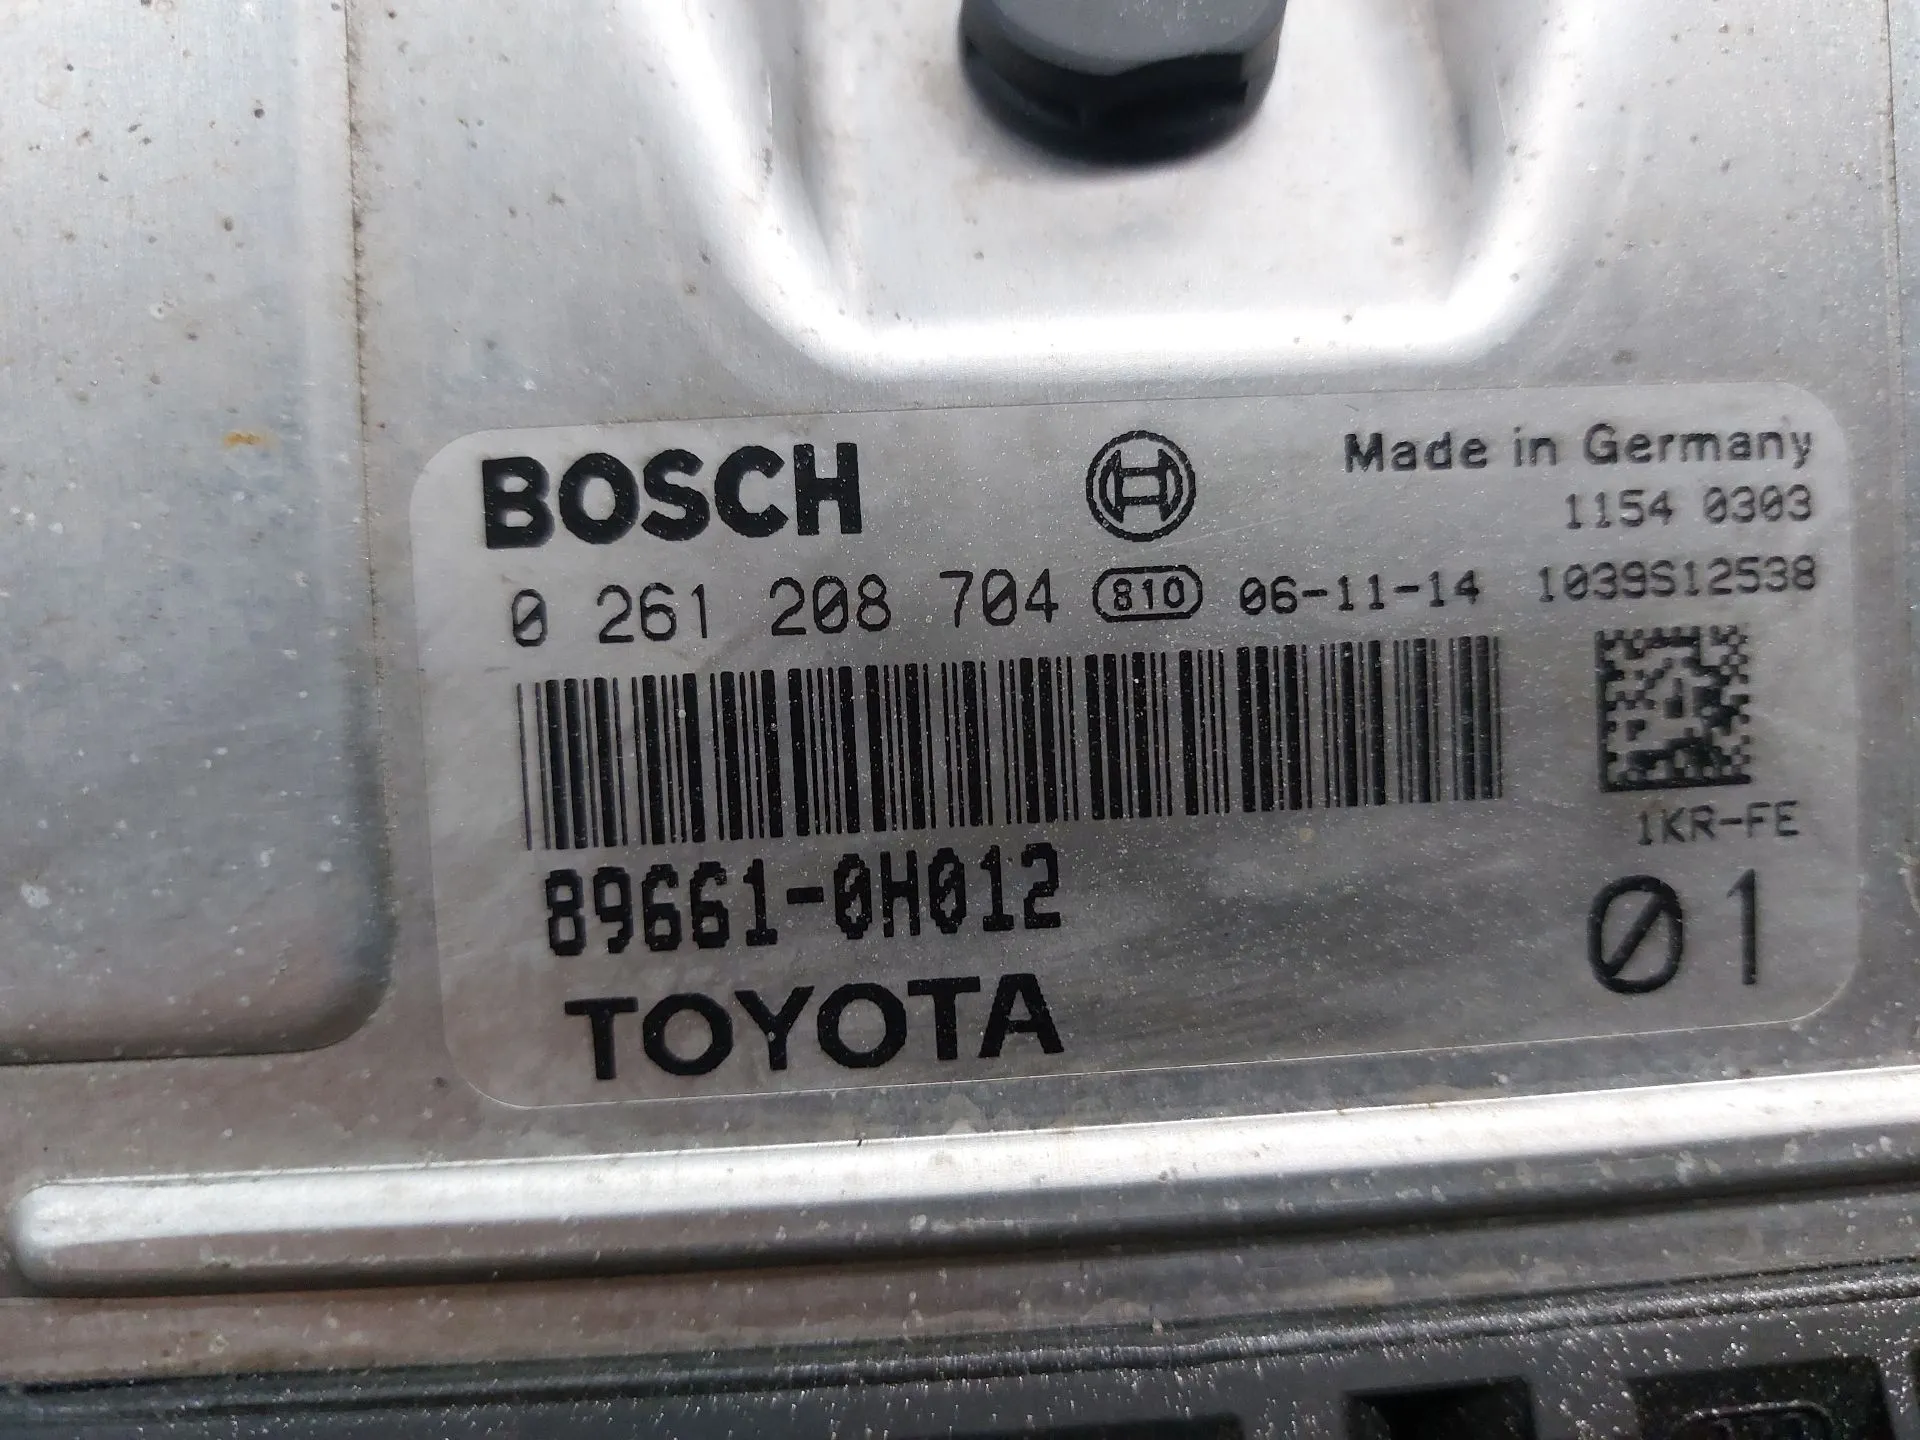 BOSCH
Made in Germany
1154 0303
0 261 208 704 810 06-11-14 1039S12538
1KR-FE
89661-0H012
01
TOYOTA